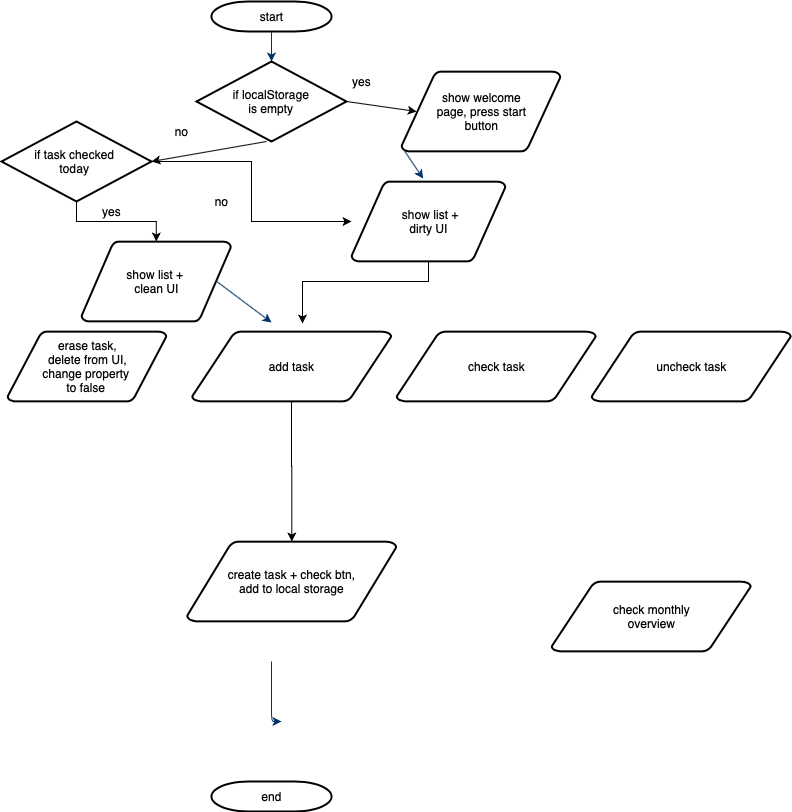 start
if localStorage
is empty
yes
show welcome
page, press start
button
no
if task checked
today
no
yes
show list +
dirty UI
show list +
clean UI
erase task,
delete from UI,
change property
to false
add task
check task
uncheck task
create task + check btn,
add to local storage
check monthly
overview
end